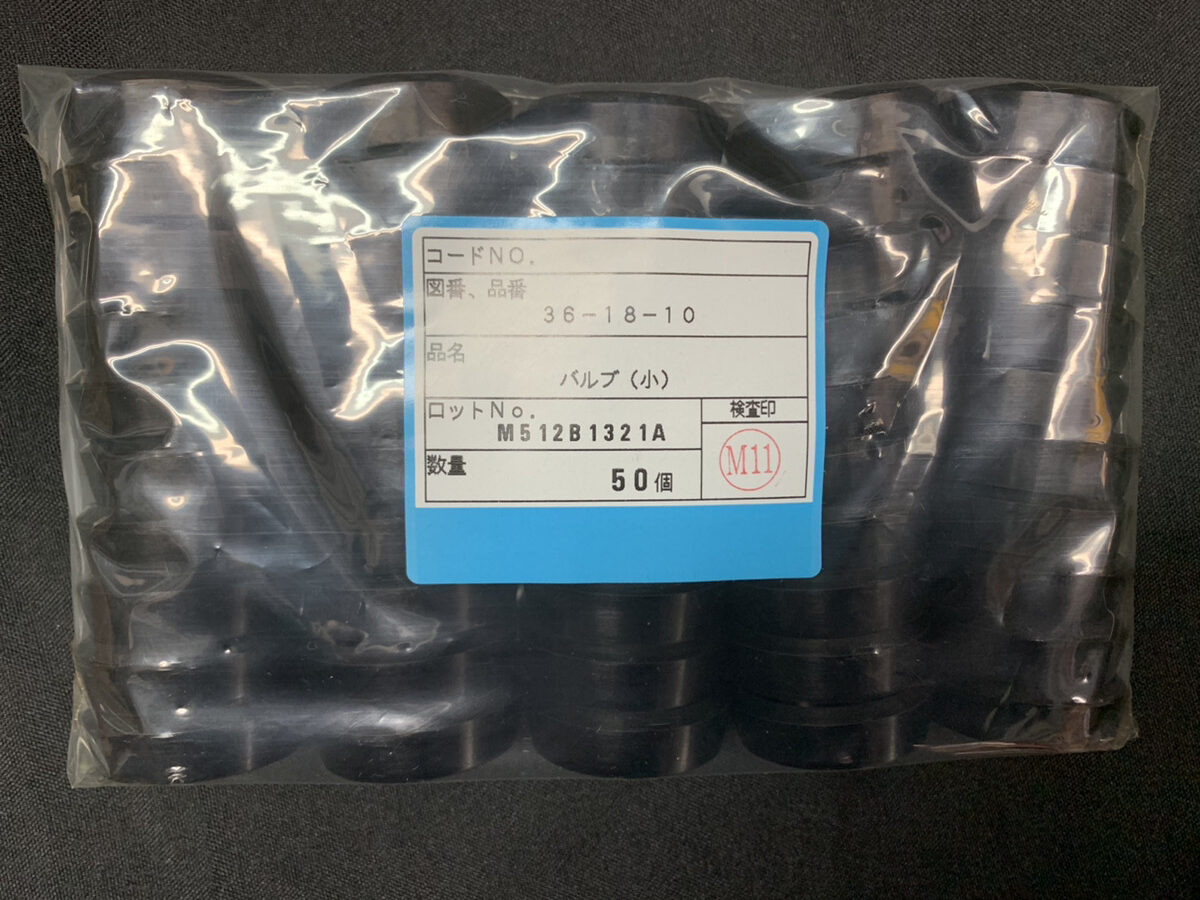 コードNO.
図番、品番
36-18-10
品名
バルブ(小)
ロットNo.
M512B1321A
検査印
M11
数量
50個